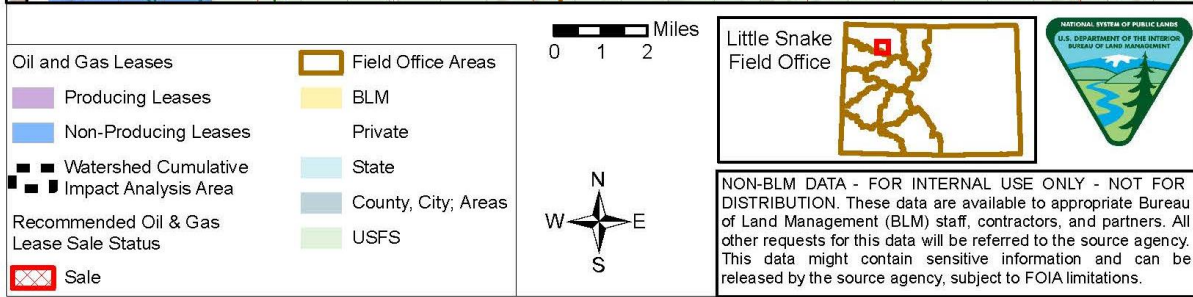 Oil and Gas Leases
Producing Leases
Non-Producing Leases
Watershed Cumulative
Impact Analysis Area
Recommended Oil & Gas
Lease Sale Status
Sale
Field Office Areas
BLM
Private
State
County, City; Areas
USFS
Miles
0 1 2
N
W E
S
Little Snake
Field Office
NATIONAL SYSTEM OF PUBLIC LANDS
U.S. DEPARTMENT OF THE INTERIOR
BUREAU OF LAND MANAGEMENT
NON-BLM DATA - FOR INTERNAL USE ONLY - NOT FOR
DISTRIBUTION. These data are available to appropriate Bureau
of Land Management (BLM) staff, contractors, and partners. All
other requests for this data will be referred to the source agency.
This data might contain sensitive information and can be
released by the source agency, subject to FOIA limitations.